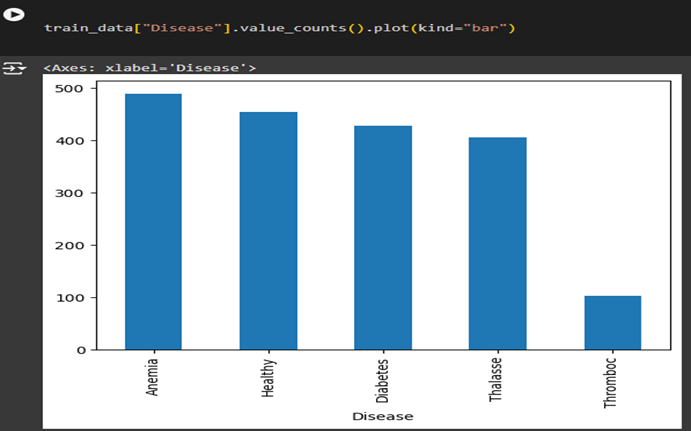 train_data["Disease"].value_counts().plot(kind="bar")
<Axes: xlabel='Disease'>
500
400
300
200
100
0
Anemia
Healthy
Diabetes
Thalasse
Thromboc
Disease